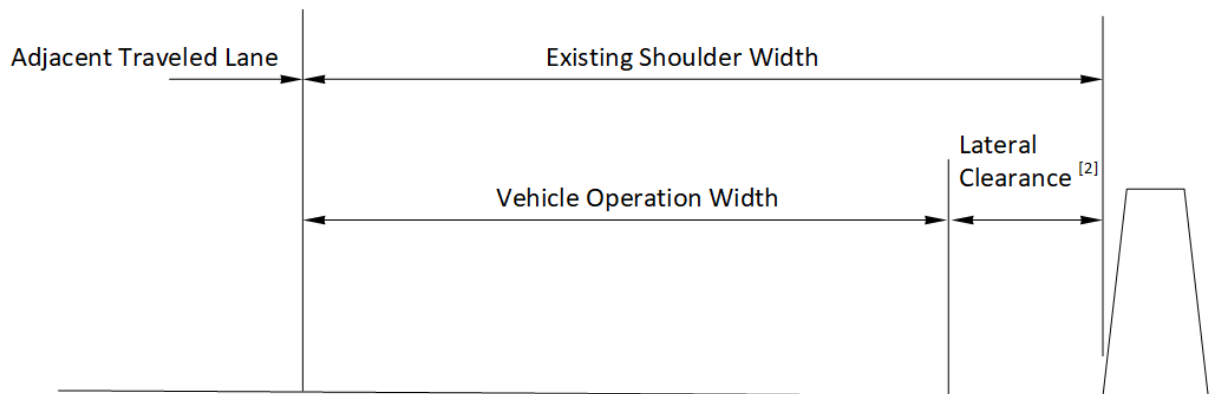 Adjacent Traveled Lane
Existing Shoulder Width
Lateral
Clearance [2]
Vehicle Operation Width